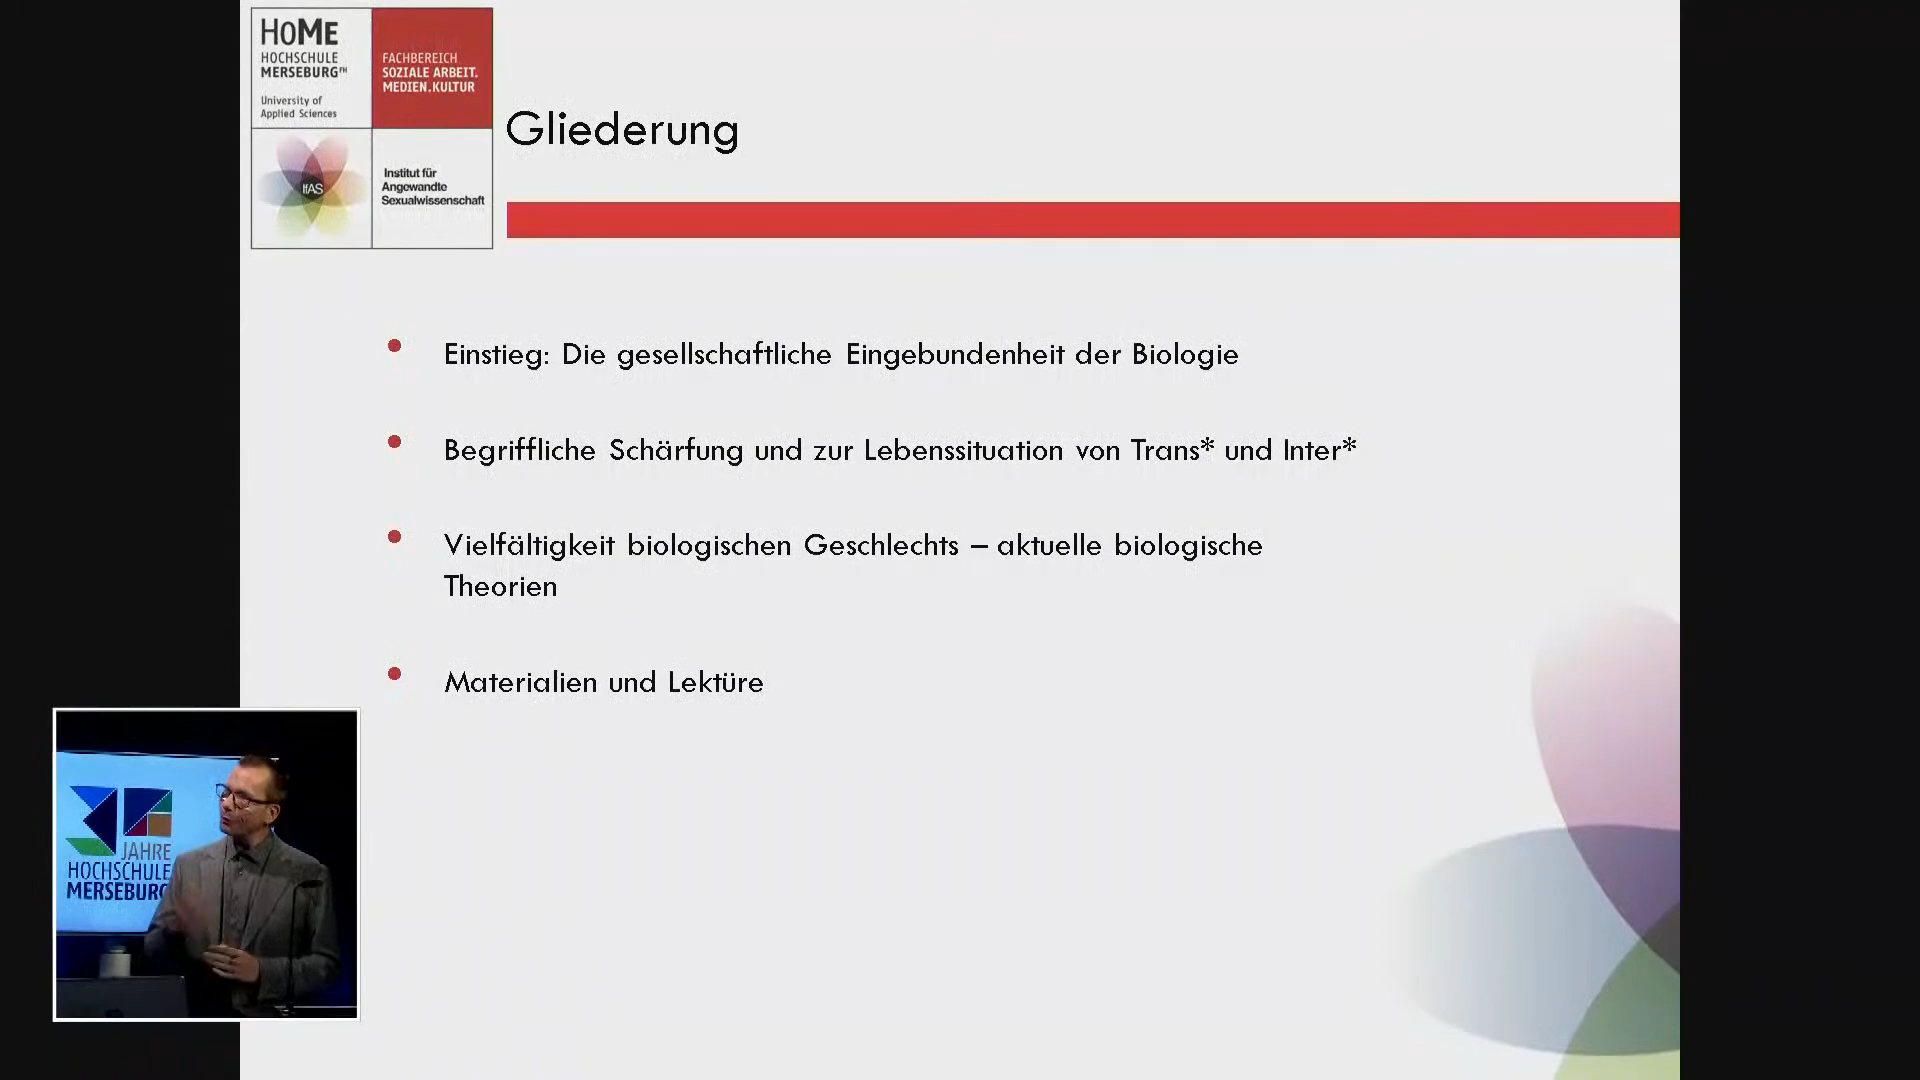 HoMe
HOCHSCHULE
MERSEBURG FH
University of
Applied Sciences
FACHBEREICH
SOZIALE ARBEIT.
MEDIEN.KULTUR
IfAS
Institut für
Angewandte
Sexualwissenschaft
Gliederung
Einstieg: Die gesellschaftliche Eingebundenheit der Biologie
Begriffliche Schärfung und zur Lebenssituation von Trans* und Inter*
Vielfältigkeit biologischen Geschlechts – aktuelle biologische
Theorien
Materialien und Lektüre
JAHRE
HOCHSCHULE
MERSEBURG